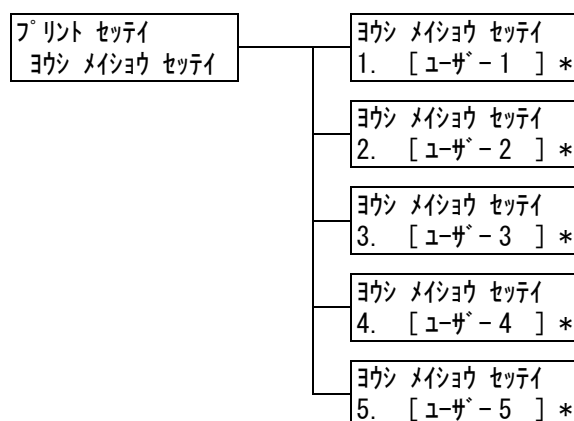 ﾌﾟﾘﾝﾄ ｾｯﾃｲ
ﾖｳｼ ﾒｲｼｮｳ ｾｯﾃｲ
ﾖｳｼ ﾒｲｼｮｳ ｾｯﾃｲ
1. [ﾕｰｻﾞｰ1 ] *
ﾖｳｼ ﾒｲｼｮｳ ｾｯﾃｲ
2. [ﾕｰｻﾞｰ2 ] *
ﾖｳｼ ﾒｲｼｮｳ ｾｯﾃｲ
3. [ﾕｰｻﾞｰ3 ] *
ﾖｳｼ ﾒｲｼｮｳ ｾｯﾃｲ
4. [ﾕｰｻﾞｰ4 ] *
ﾖｳｼ ﾒｲｼｮｳ ｾｯﾃｲ
5. [ﾕｰｻﾞｰ5 ] *